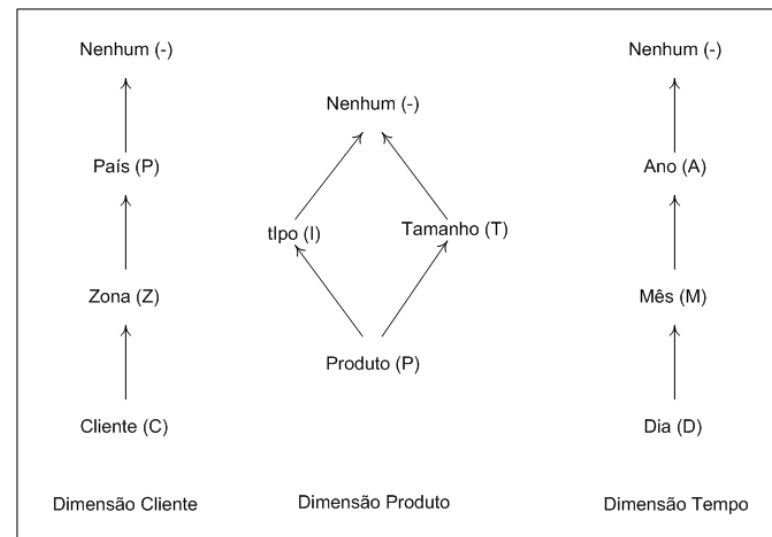 Nenhum (-)
País (P)
Zona (Z)
Cliente (C)
Dimensão Cliente
Nenhum (-)
tIpo (I)
Tamanho (T)
Produto (P)
Dimensão Produto
Nenhum (-)
Ano (A)
Mês (M)
Dia (D)
Dimensão Tempo